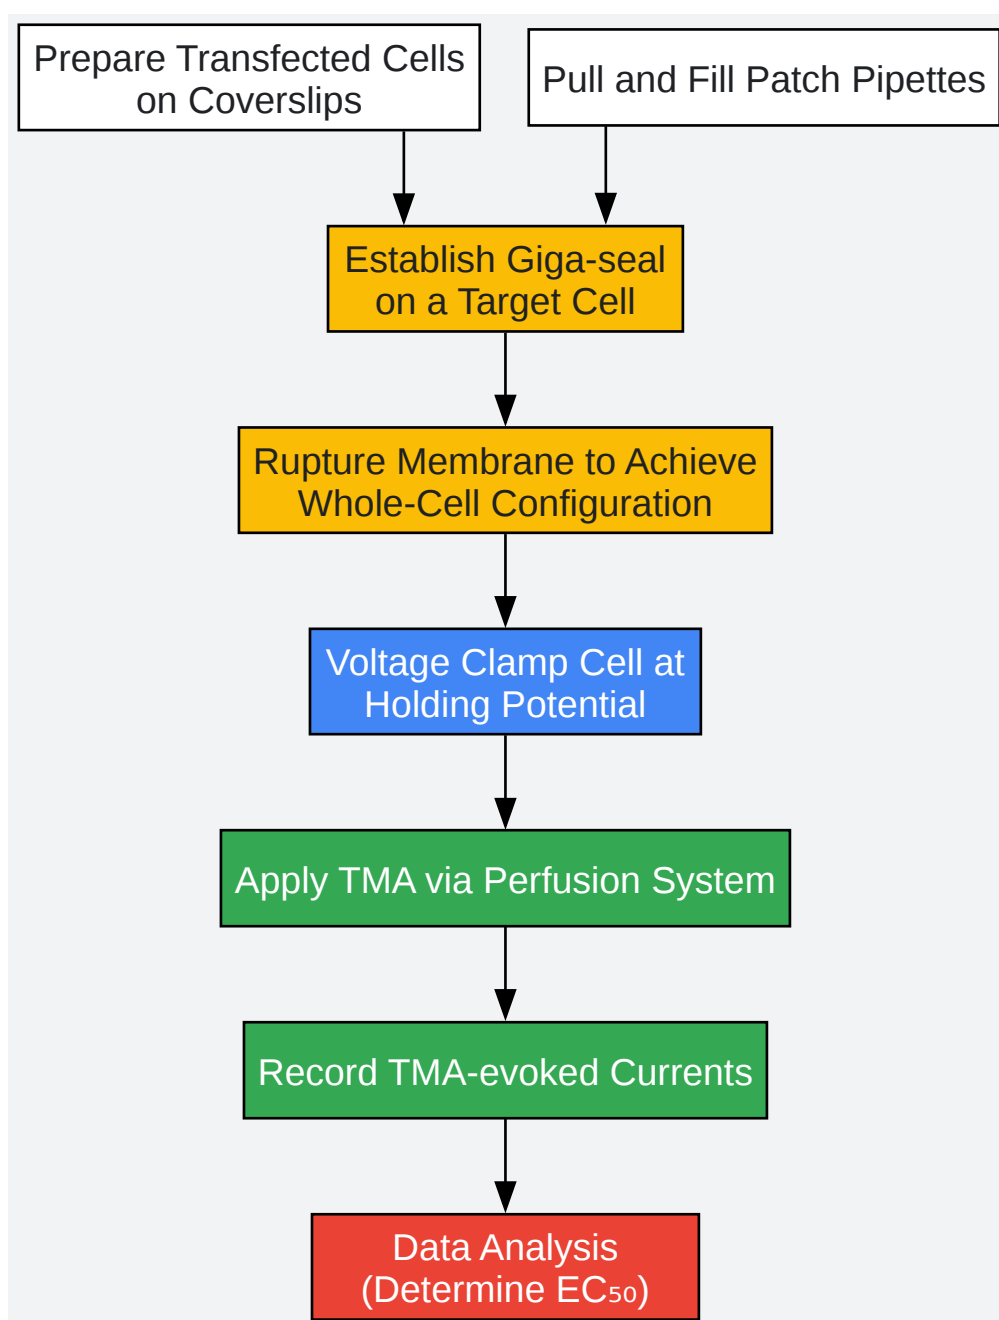 Prepare Transfected Cells
on Coverslips
Pull and Fill Patch Pipettes
Establish Giga-seal
on a Target Cell
Rupture Membrane to Achieve
Whole-Cell Configuration
Voltage Clamp Cell at
Holding Potential
Apply TMA via Perfusion System
Record TMA-evoked Currents
Data Analysis
(Determine EC₅₀)